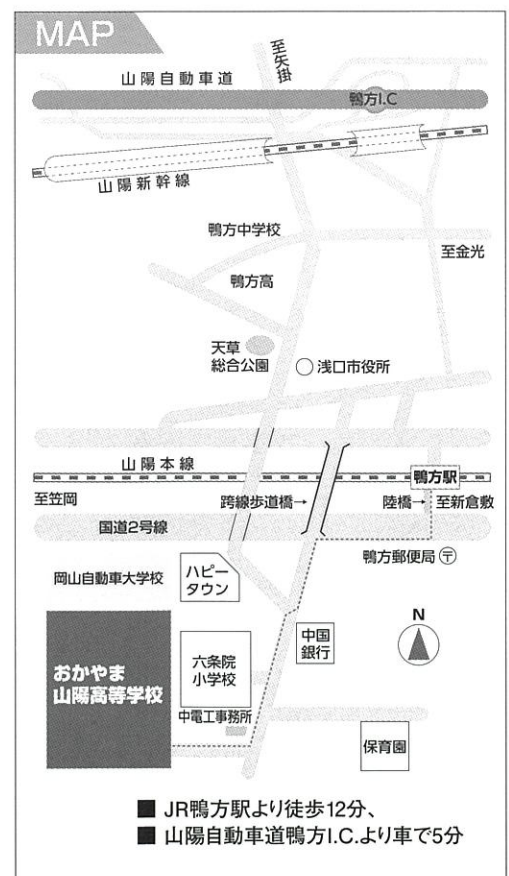 MAP
至矢掛
山陽自動車道
鴨方I.C
山陽新幹線
鴨方中学校
至金光
鴨方高
天草
総合公園
浅口市役所
山陽本線
鴨方駅
至笠岡
跨線歩道橋→
陸橋→
至新倉敷
国道2号線
鴨方郵便局〒
岡山自動車大学校
ハピー
タウン
N
中国
銀行
おかやま
山陽高等学校
六条院
小学校
中電工事務所
保育園
■ JR鴨方駅より徒歩12分、
■ 山陽自動車道鴨方I.C.より車で5分